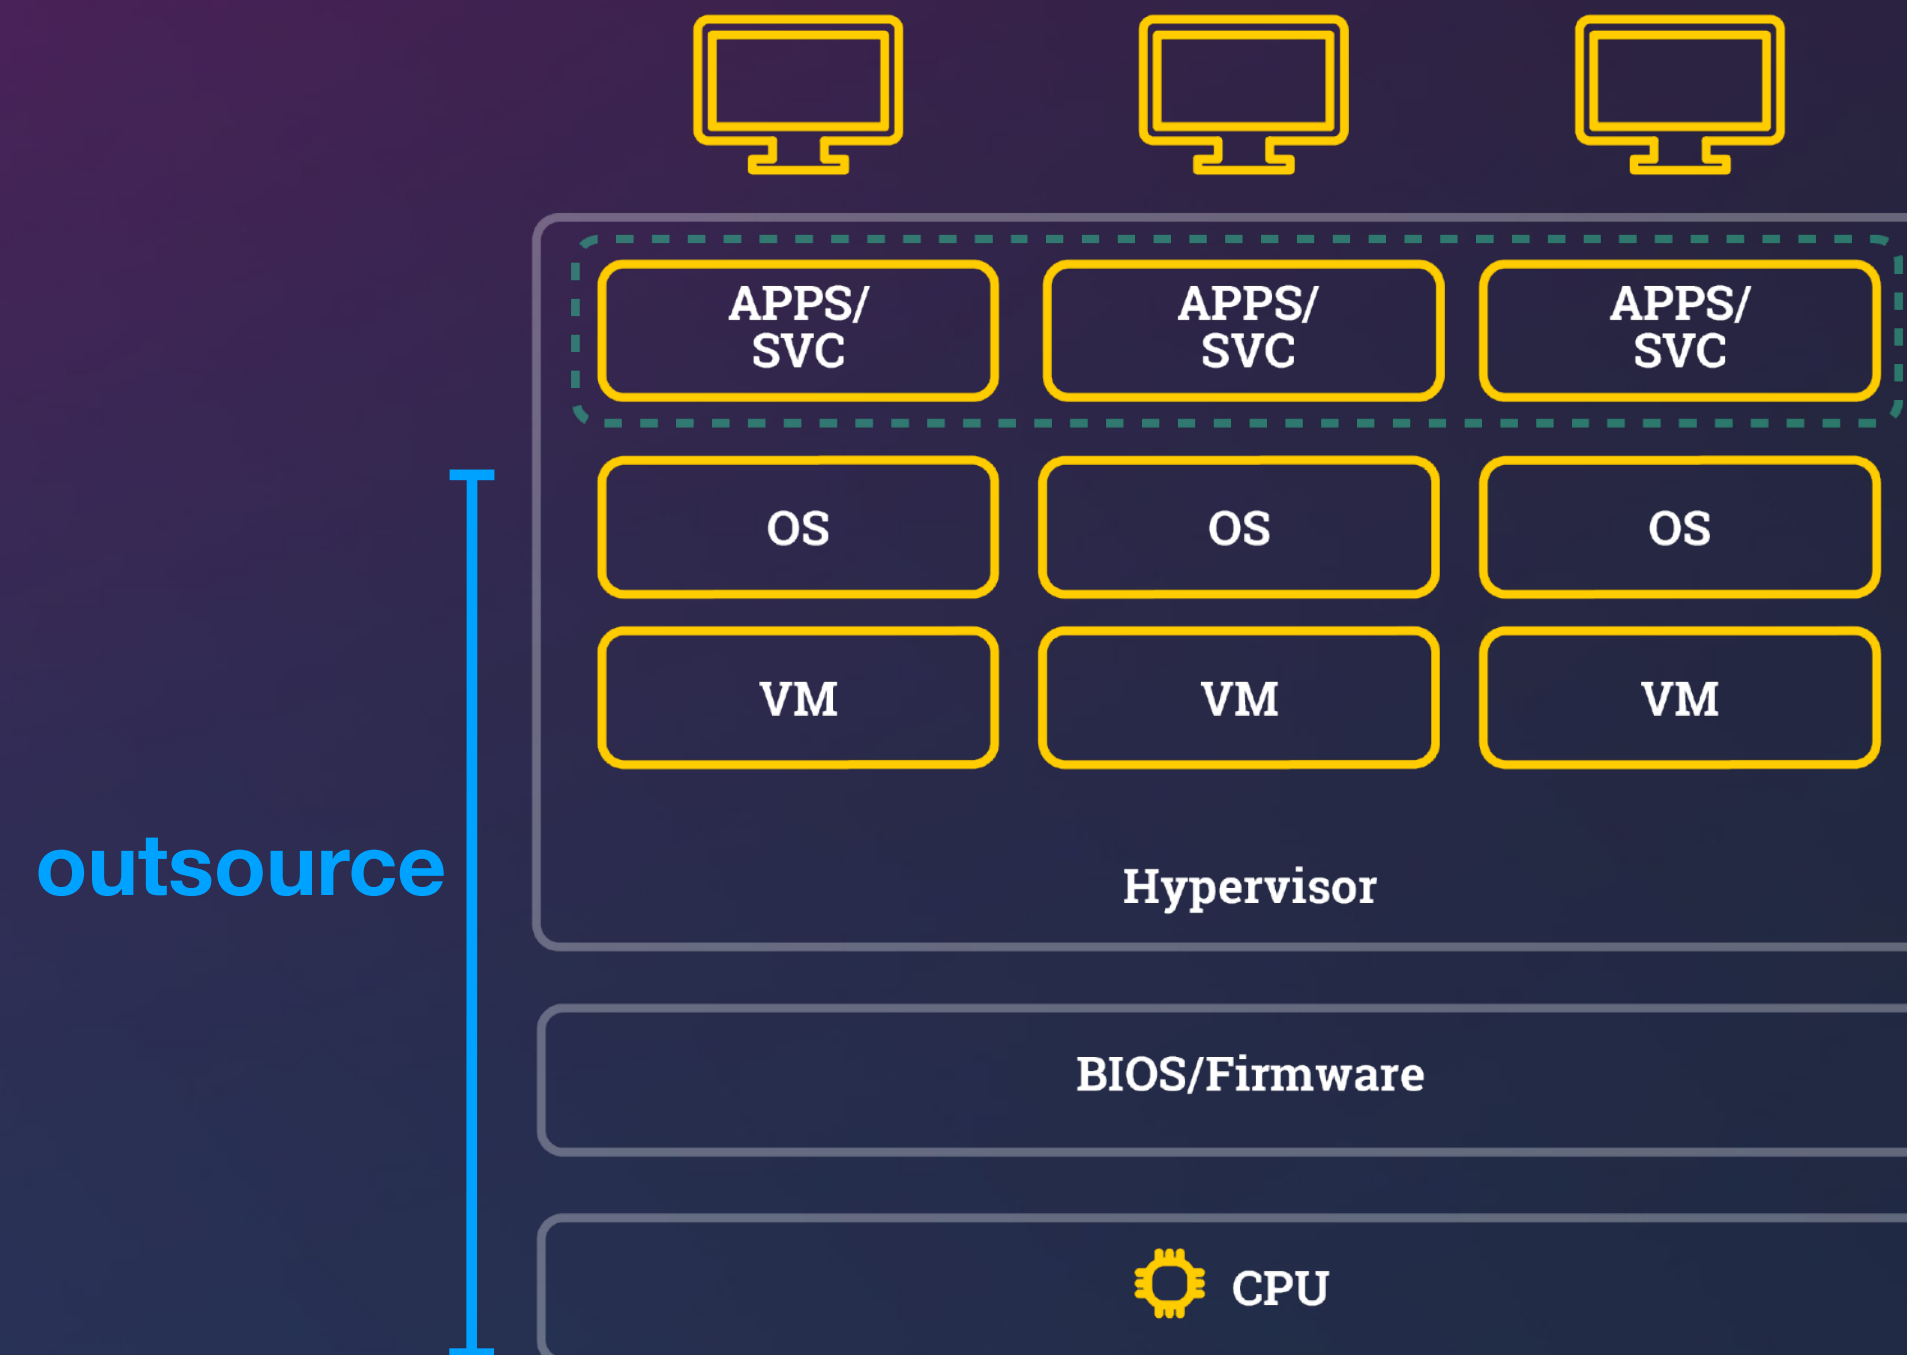 APPS/
SVC
APPS/
SVC
APPS/
SVC
OS
OS
OS
VM
VM
VM
outsource
Hypervisor
BIOS/Firmware
CPU